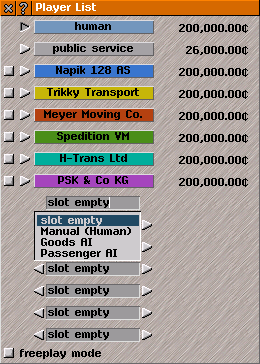 Player List
human 200,000.00¢
public service 26,000.00¢
Napik 128 AS 200,000.00¢
Trikky Transport 200,000.00¢
Meyer Moving Co. 200,000.00¢
Spedition VM 200,000.00¢
H-Trans Ltd 200,000.00¢
PSK & Co KG 200,000.00¢
slot empty
slot empty
Manual (Human)
Goods AI
Passenger AI
slot empty
slot empty
slot empty
slot empty
freeplay mode